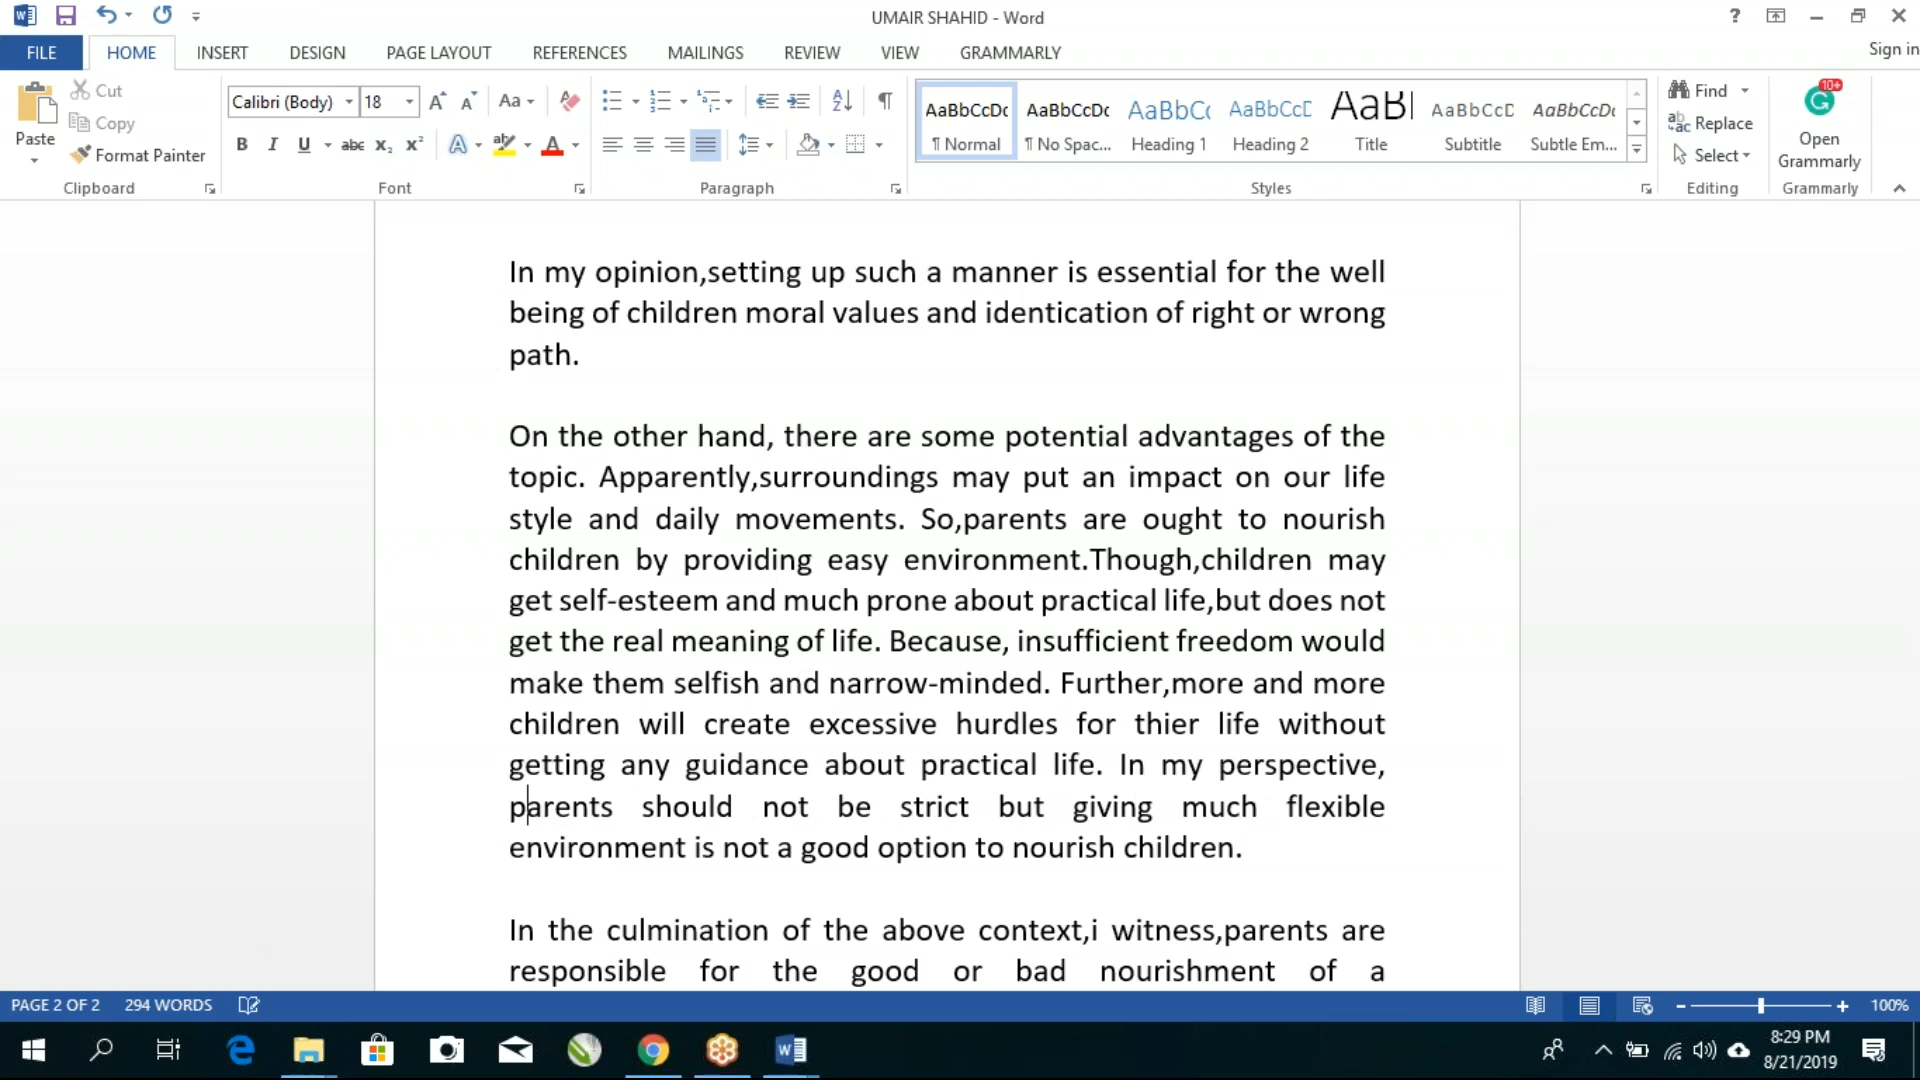 UMAIR SHAHID - Word
FILE HOME INSERT DESIGN PAGE LAYOUT REFERENCES MAILINGS REVIEW VIEW GRAMMARLY Sign in
Paste
Cut
Copy
Format Painter
Clipboard
Calibri (Body) 18
Font
Paragraph
AaBbCcDc AaBbCcDc AaBbCc AaBbCcD AaBl AaBbCcD AaBbCcDc
¶ Normal ¶ No Spac... Heading 1 Heading 2 Title Subtitle Subtle Em...
Styles
Find
Replace
Select
Editing
10+
Open
Grammarly
Grammarly
In my opinion,setting up such a manner is essential for the well
being of children moral values and identication of right or wrong
path.
On the other hand, there are some potential advantages of the
topic. Apparently,surroundings may put an impact on our life
style and daily movements. So,parents are ought to nourish
children by providing easy environment.Though,children may
get self-esteem and much prone about practical life,but does not
get the real meaning of life. Because, insufficient freedom would
make them selfish and narrow-minded. Further,more and more
children will create excessive hurdles for thier life without
getting any guidance about practical life. In my perspective,
parents should not be strict but giving much flexible
environment is not a good option to nourish children.
In the culmination of the above context,i witness,parents are
responsible for the good or bad nourishment of a
PAGE 2 OF 2 294 WORDS 100%
8:29 PM
8/21/2019